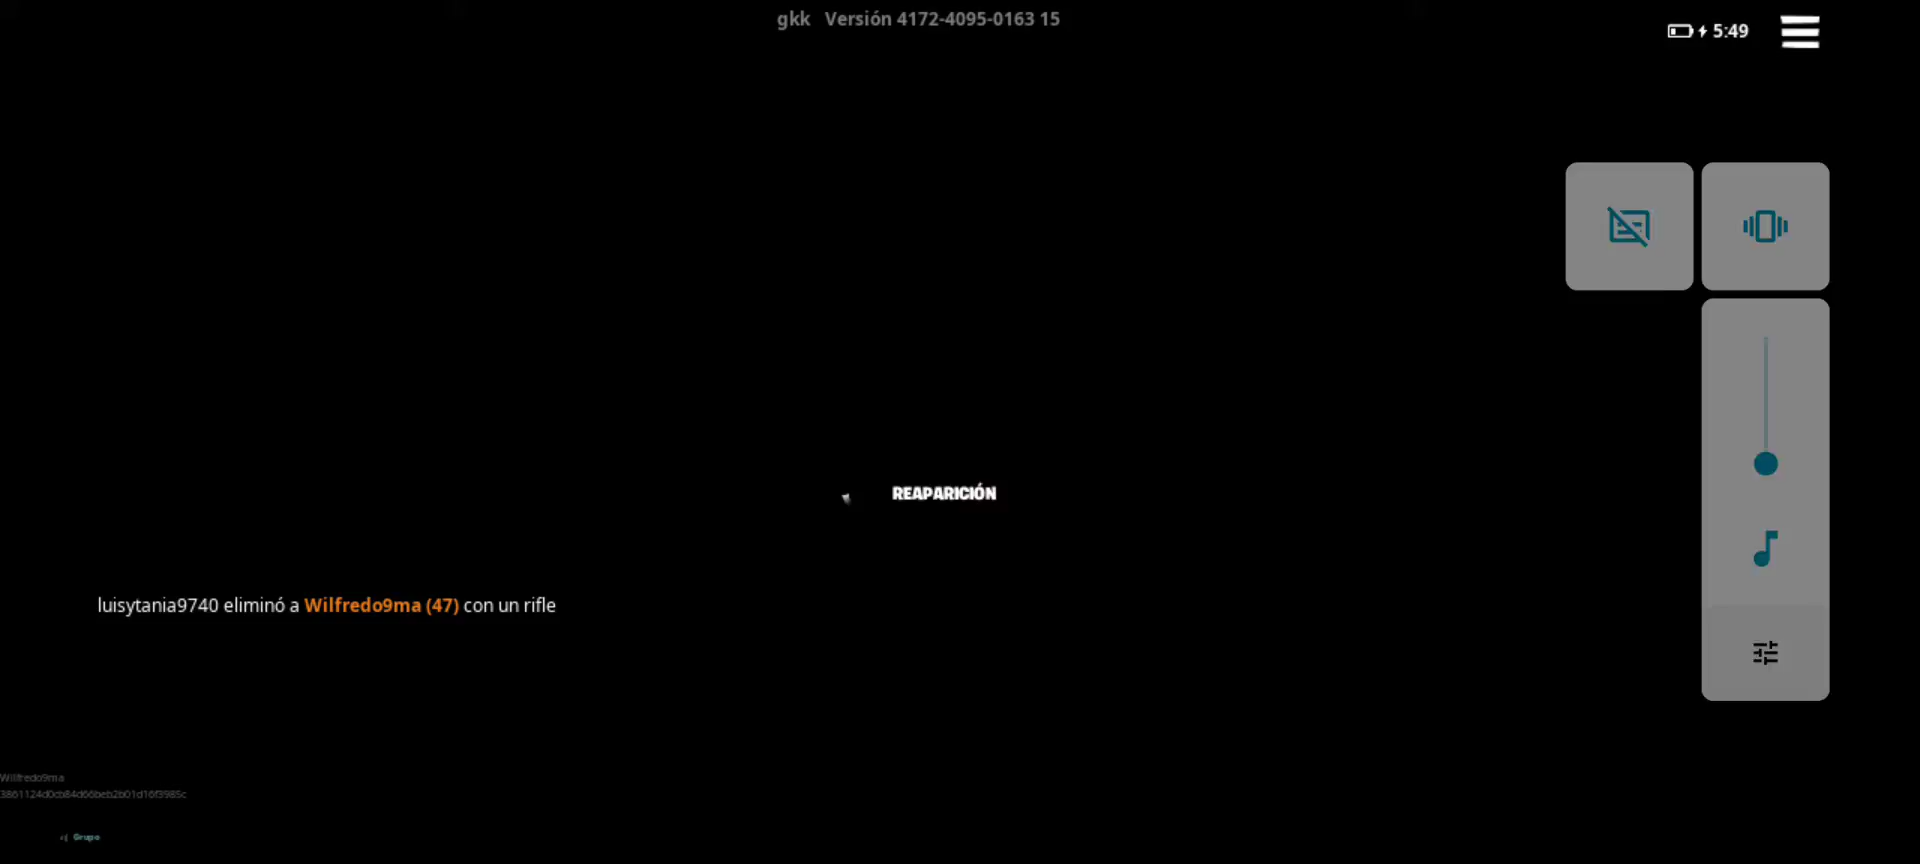 gkk Versión 4172-4095-0163 15
5:49
REAPARICIÓN
luisytania9740 eliminó a Wilfredo9ma (47) con un rifle
Wilfredo9ma
Grupo